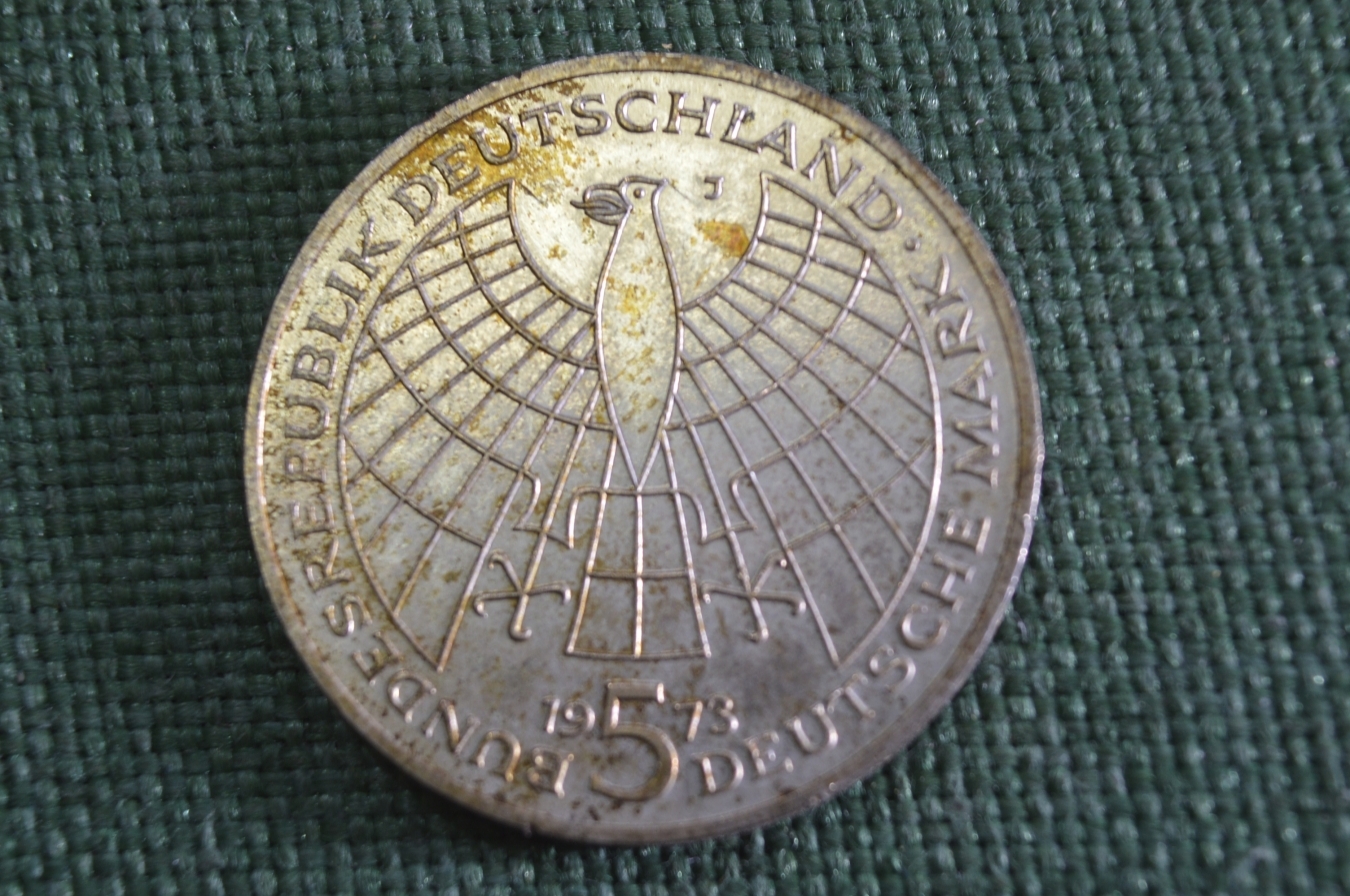 BUNDESREPUBLIK DEUTSCHLAND · 
J
1973
5
DEUTSCHE MARK